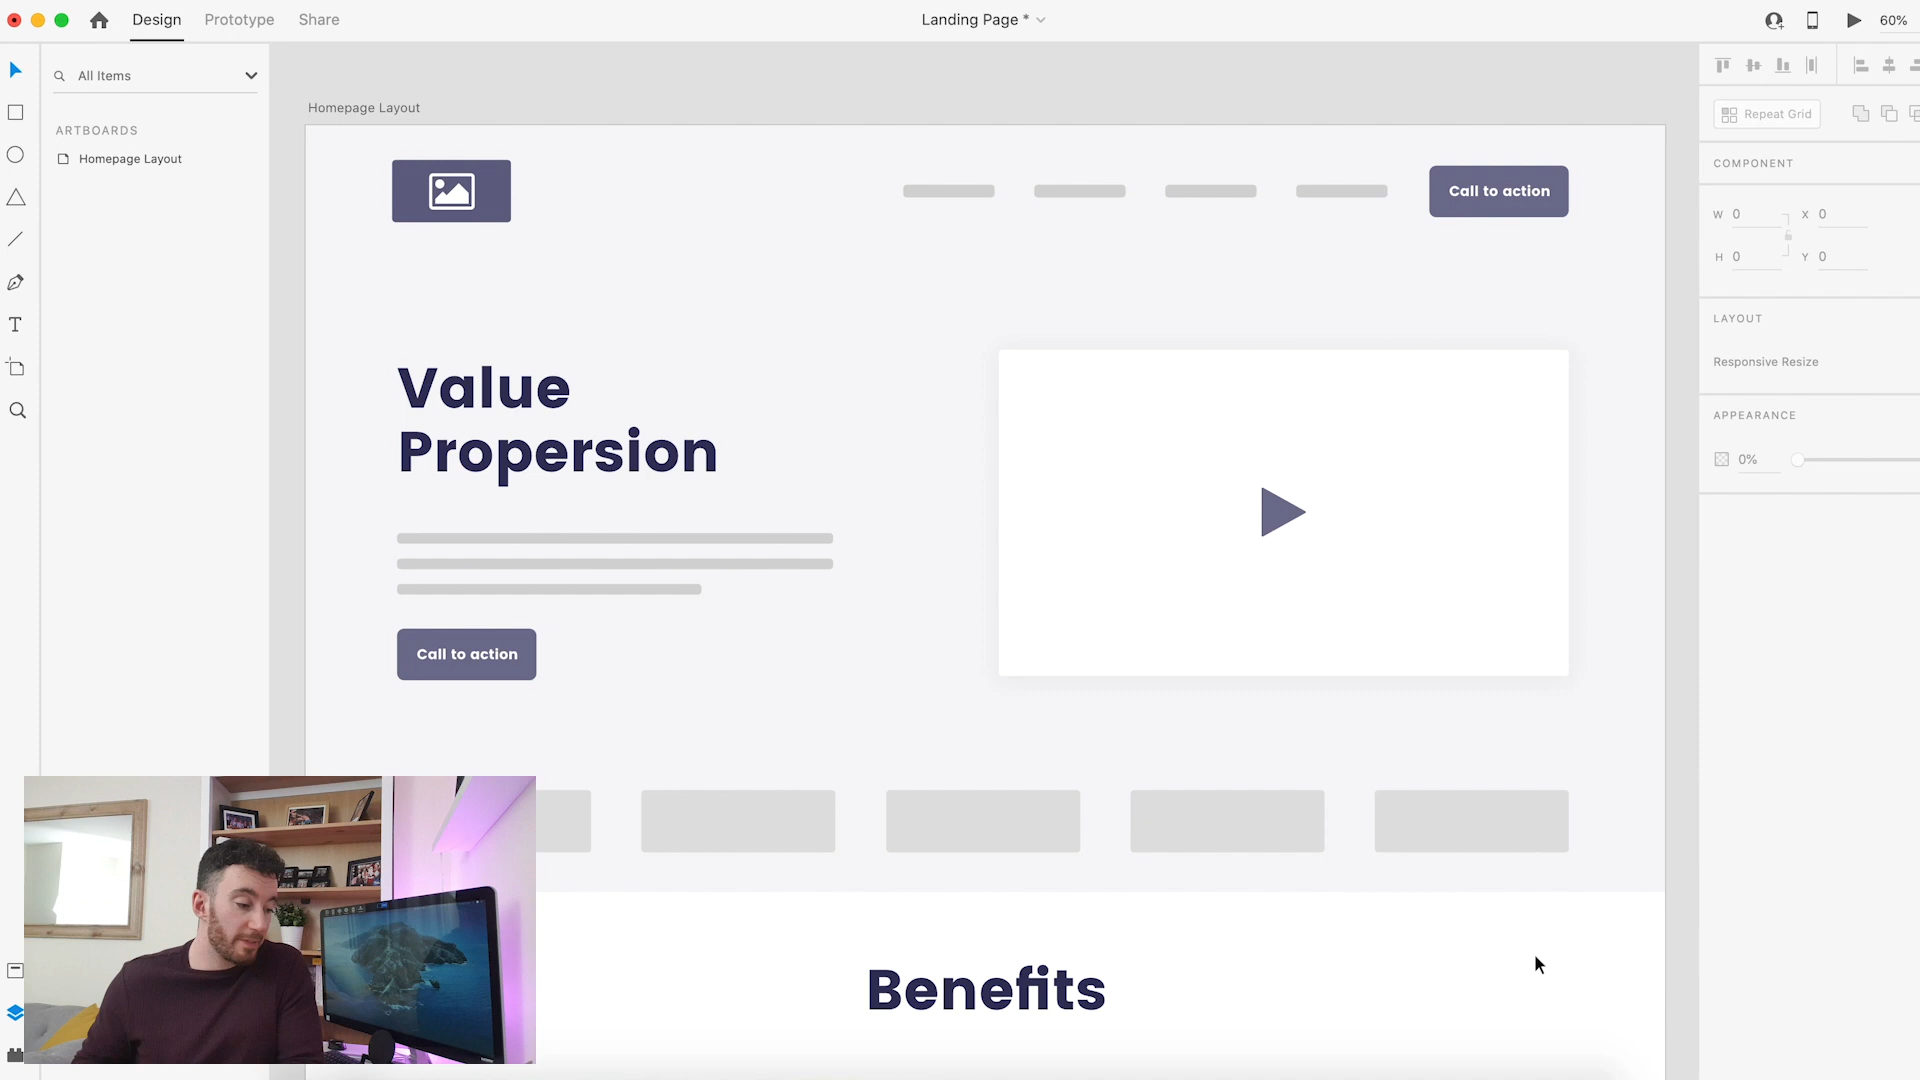 Design Prototype Share
Landing Page *
60%
All Items
ARTBOARDS
Homepage Layout
Homepage Layout
Call to action
Value
Propersion
Call to action
Benefits
Repeat Grid
COMPONENT
W 0 X 0
H 0 Y 0
LAYOUT
Responsive Resize
APPEARANCE
0%